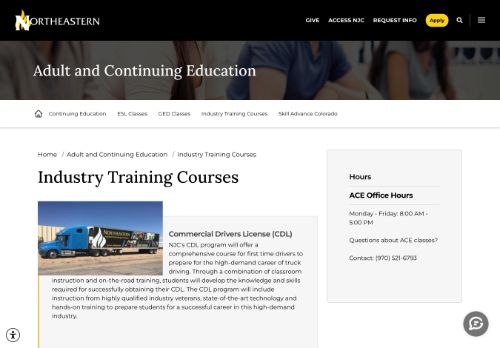 NORTHEASTERN
GIVE ACCESS NJC REQUEST INFO Apply
Adult and Continuing Education
Continuing Education ESL Classes GED Classes Industry Training Courses Skill Advance Colorado
Home / Adult and Continuing Education / Industry Training Courses
Industry Training Courses
Commercial Drivers License (CDL)
NJC's CDL program will offer a
comprehensive course for first time drivers to
prepare for the high-demand career of truck
driving. Through a combination of classroom
instruction and on-the-road training, students will develop the knowledge and skills
required for successfully obtaining their CDL. The CDL program will include
instruction from highly qualified industry veterans, state-of-the-art technology and
hands-on training to prepare students for a successful career in this high-demand
industry.
Hours
ACE Office Hours
Monday - Friday: 8:00 AM -
5:00 PM
Questions about ACE classes?
Contact: (970) 521-6793